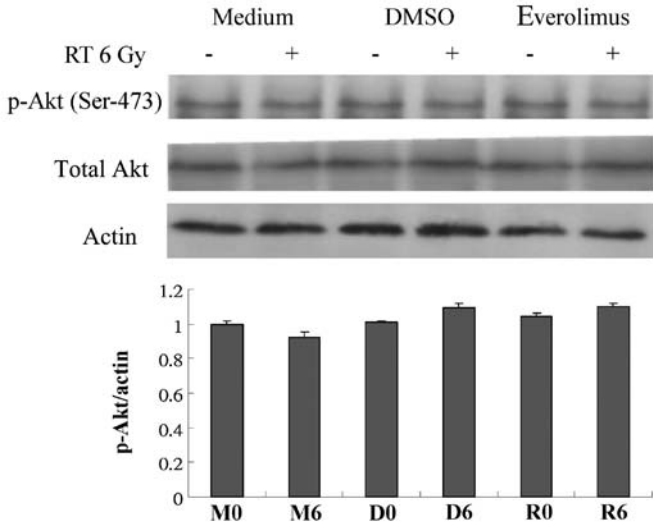 Medium DMSO Everolimus
RT 6 Gy - + - + - +
p-Akt (Ser-473)
Total Akt
Actin
1.2
1
0.8
0.6
0.4
0.2
0
p-Akt/actin
M0 M6 D0 D6 R0 R6